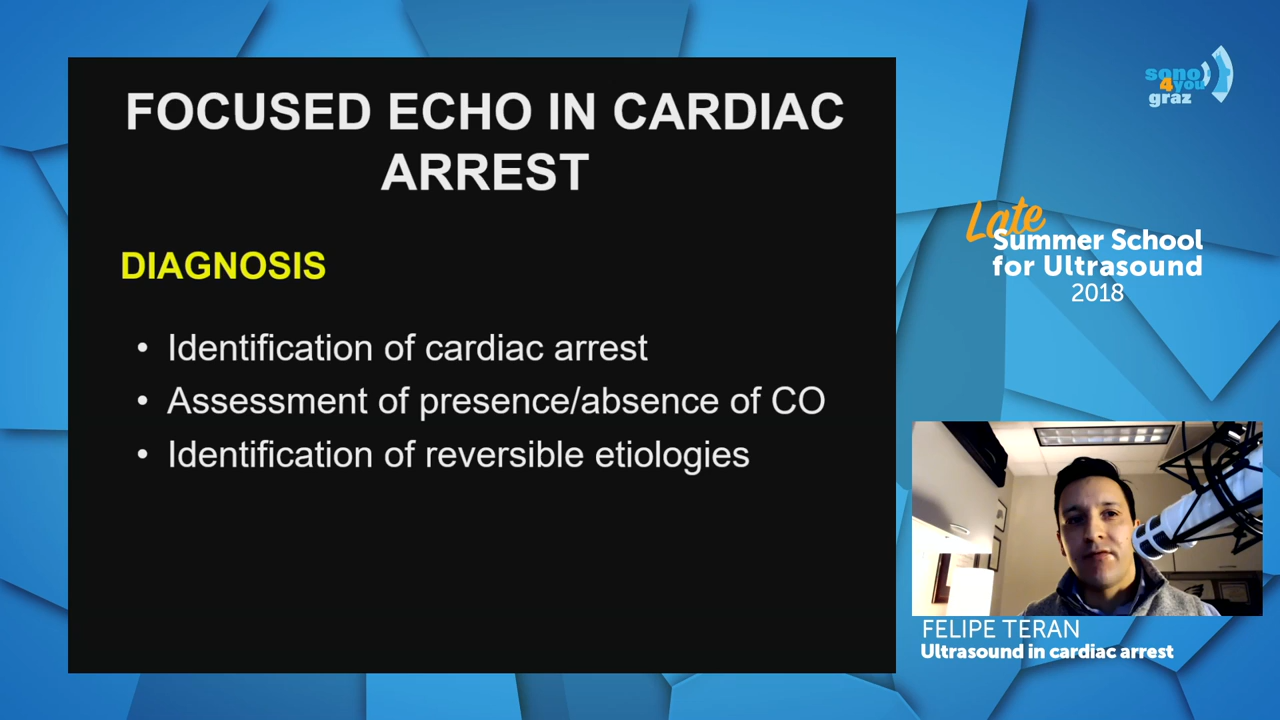 FOCUSED ECHO IN CARDIAC
ARREST
DIAGNOSIS
• Identification of cardiac arrest
• Assessment of presence/absence of CO
• Identification of reversible etiologies
sono
4you
graz
Late
Summer School
for Ultrasound
2018
FELIPE TERAN
Ultrasound in cardiac arrest